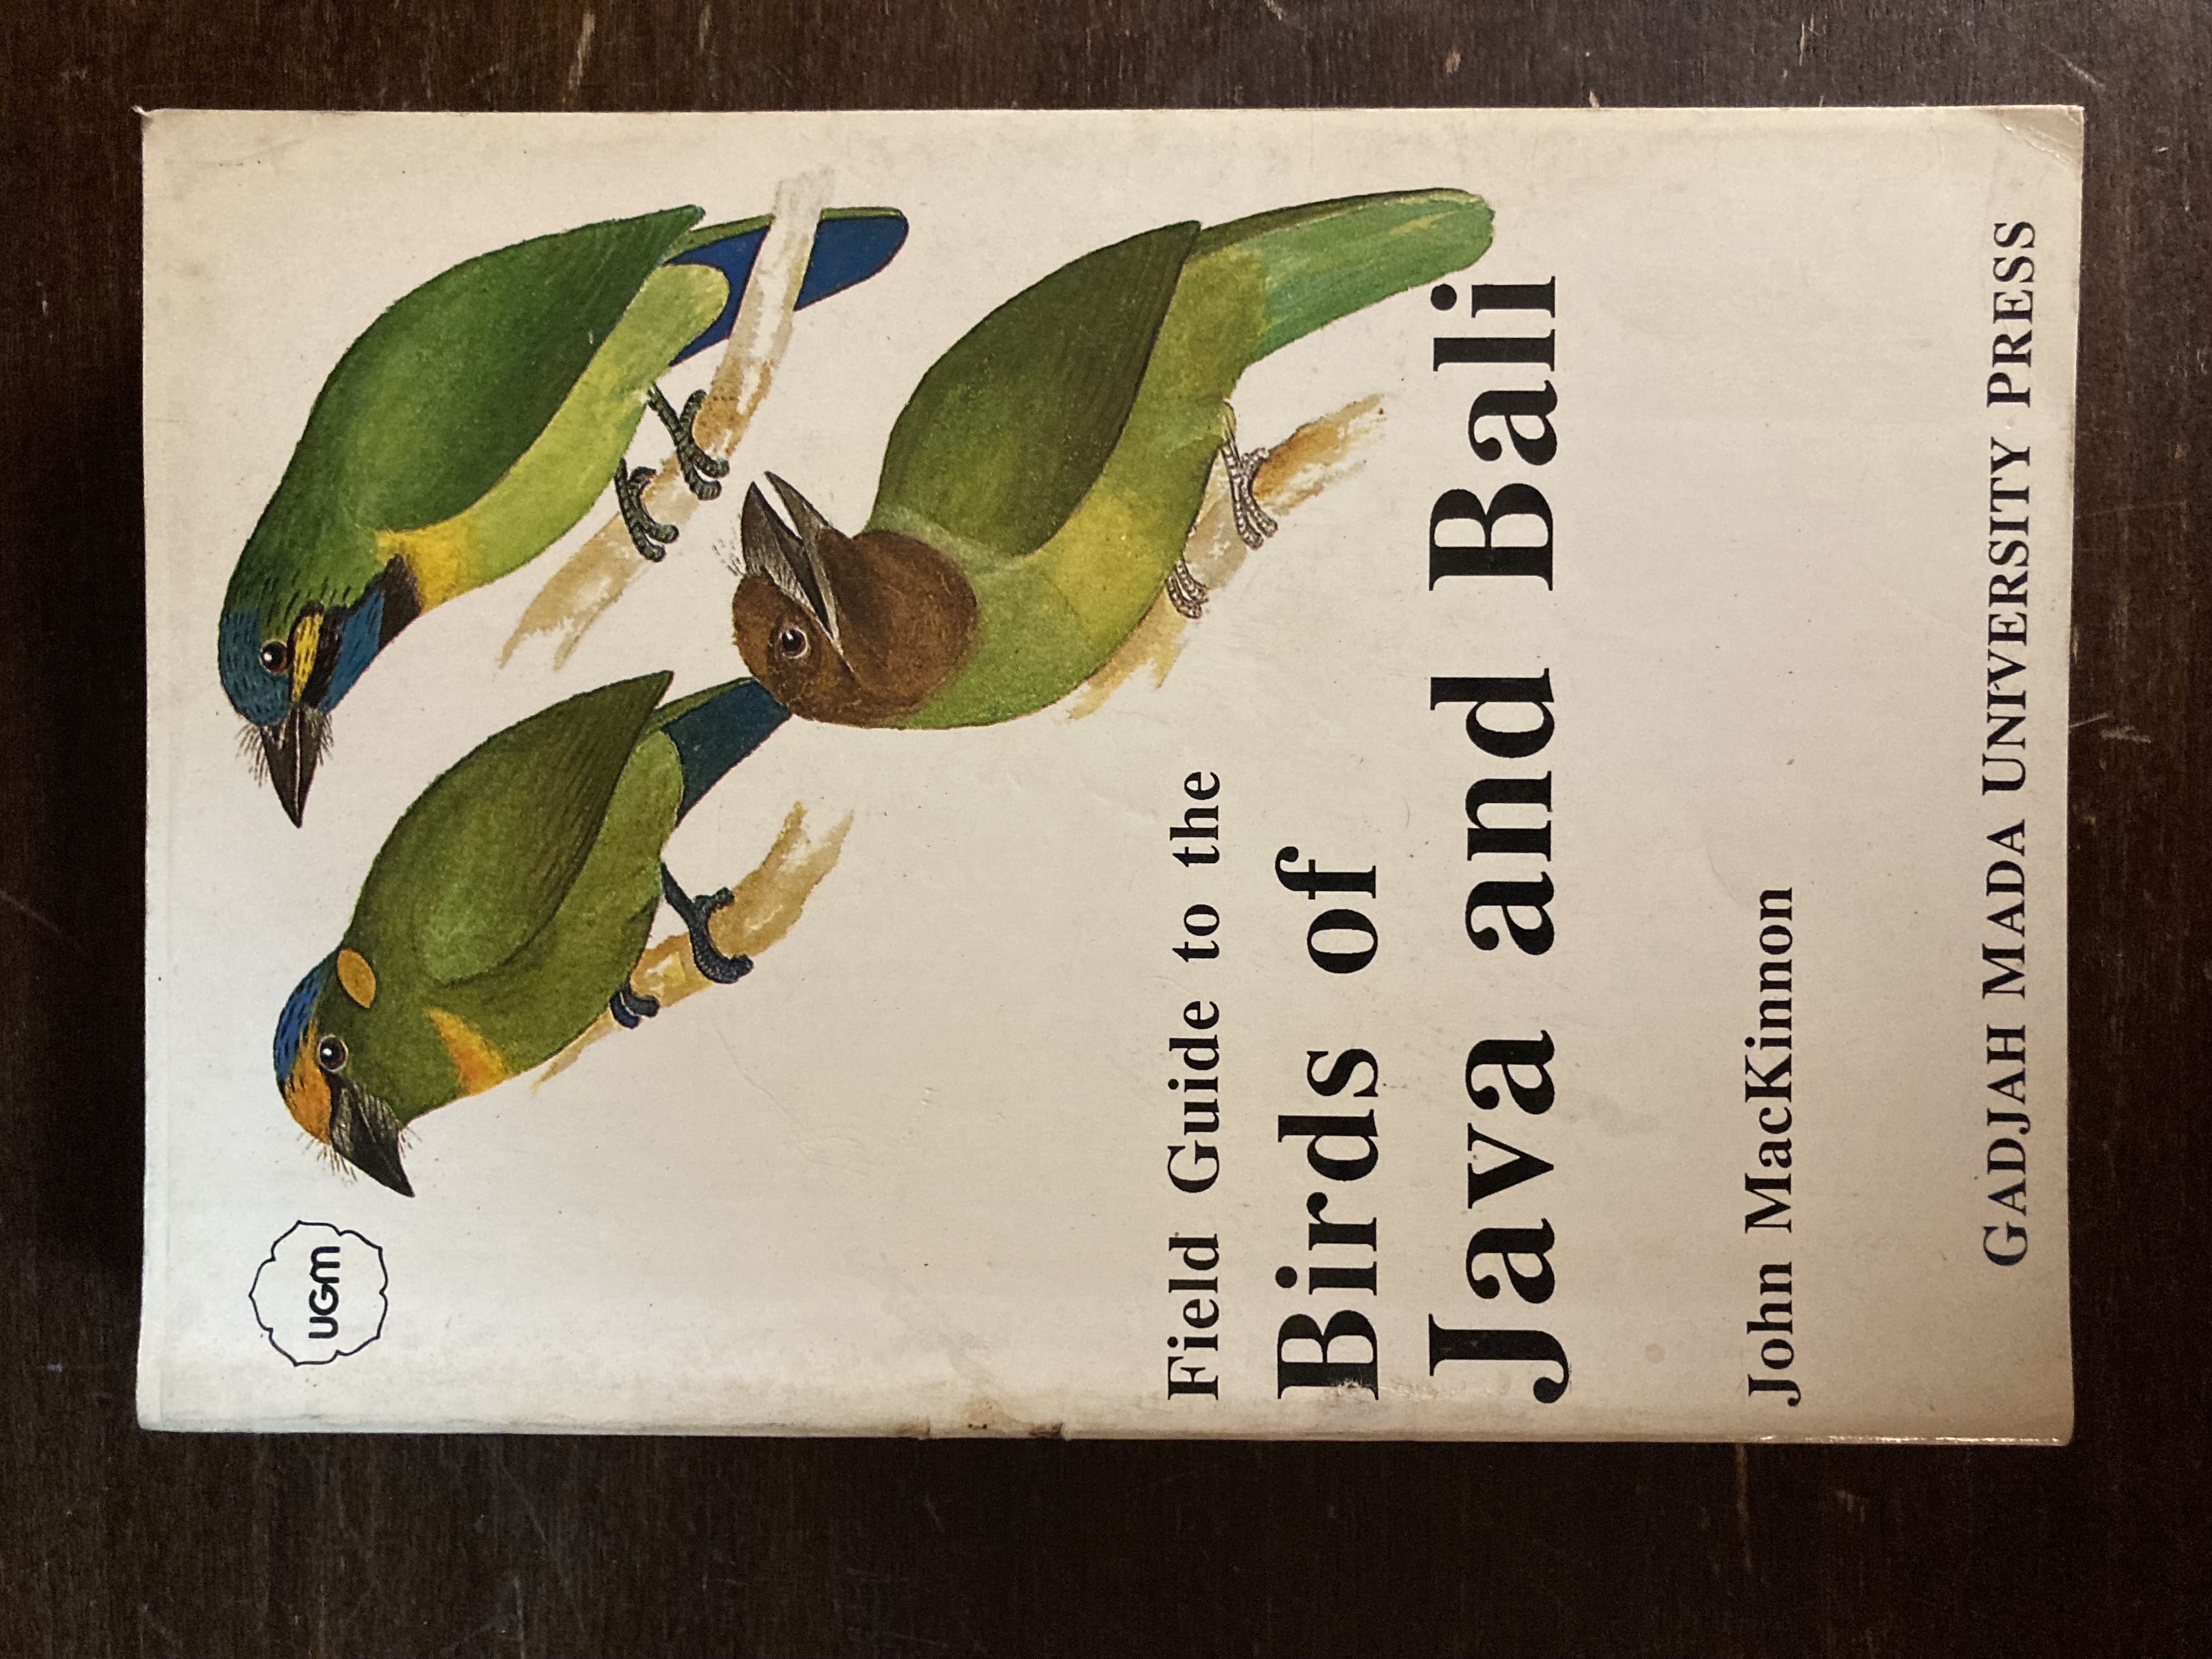 UGM
Field Guide to the
Birds of
Java and Bali
John MacKinnon
GADJAH MADA UNIVERSITY PRESS